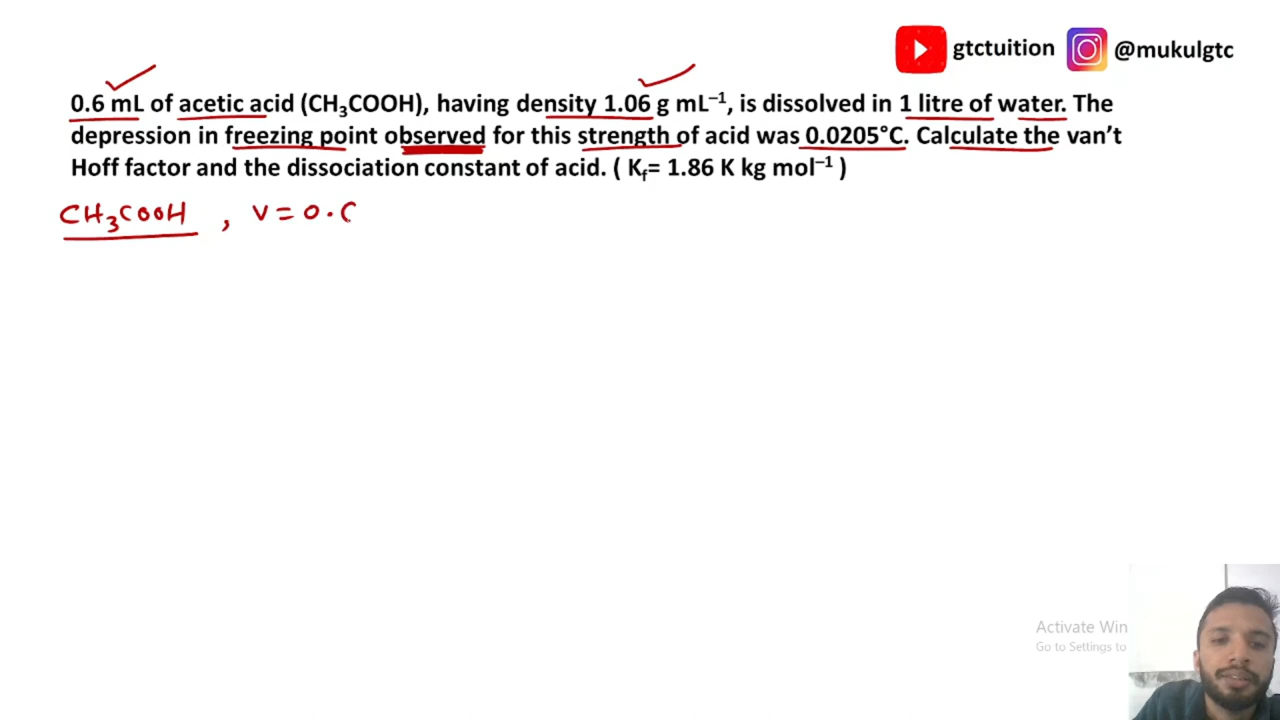 gtctuition @mukulgtc
0.6 mL of acetic acid (CH₃COOH), having density 1.06 g mL⁻¹, is dissolved in 1 litre of water. The
depression in freezing point observed for this strength of acid was 0.0205°C. Calculate the van’t
Hoff factor and the dissociation constant of acid. ( Kf= 1.86 K kg mol⁻¹ )
CH₃COOH , V = 0.
Activate Win
Go to Settings to